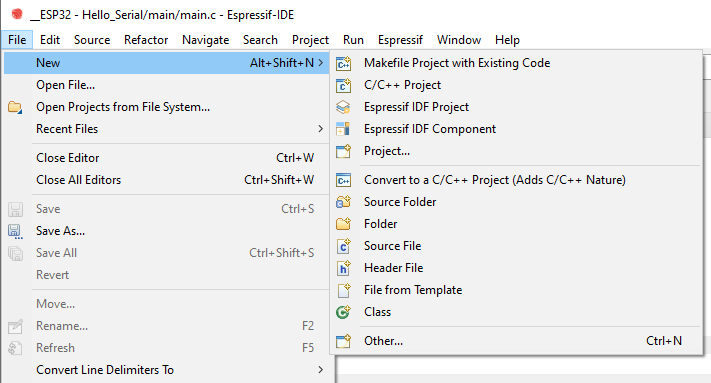 __ESP32 - Hello_Serial/main/main.c - Espressif-IDE
File Edit Source Refactor Navigate Search Project Run Espressif Window Help
New Alt+Shift+N >
Open File...
Open Projects from File System...
Recent Files >
Close Editor Ctrl+W
Close All Editors Ctrl+Shift+W
Save Ctrl+S
Save As...
Save All Ctrl+Shift+S
Revert
Move...
Rename... F2
Refresh F5
Convert Line Delimiters To >
Makefile Project with Existing Code
C/C++ Project
Espressif IDF Project
Espressif IDF Component
Project...
Convert to a C/C++ Project (Adds C/C++ Nature)
Source Folder
Folder
Source File
Header File
File from Template
Class
Other... Ctrl+N